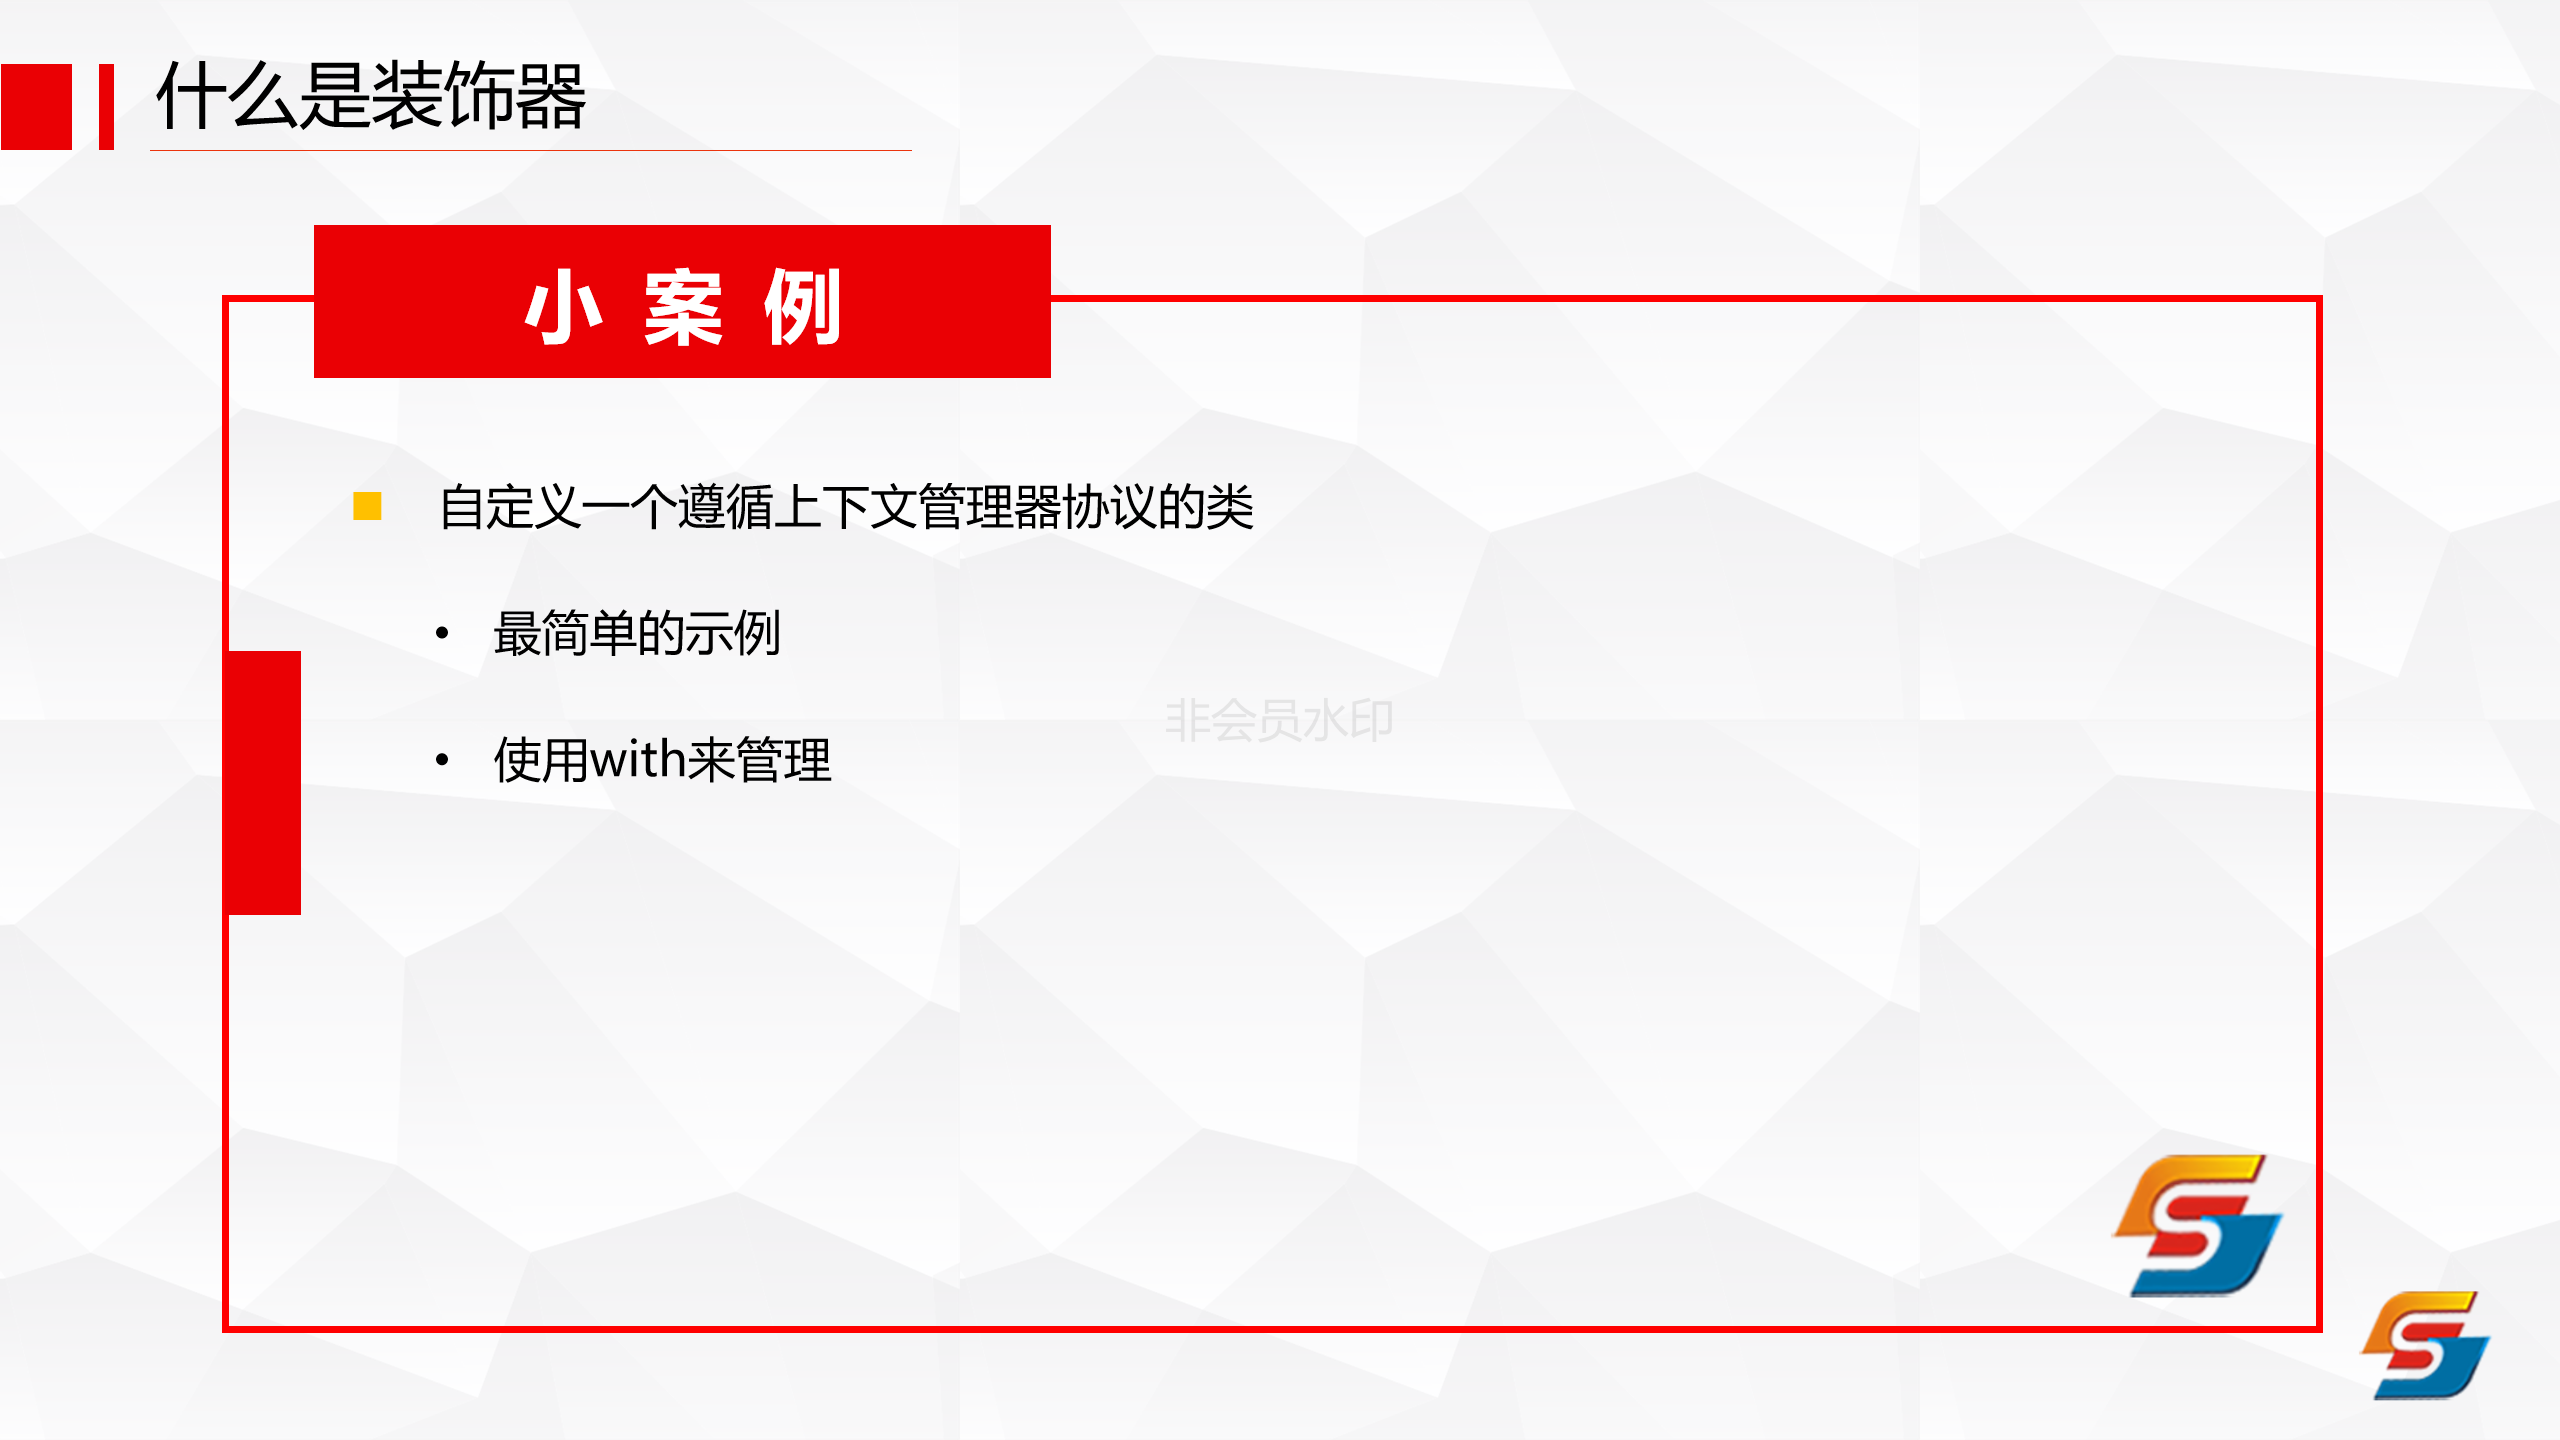 什么是装饰器
小案例
自定义一个遵循上下文管理器协议的类
• 最简单的示例
• 使用with来管理
非会员水印